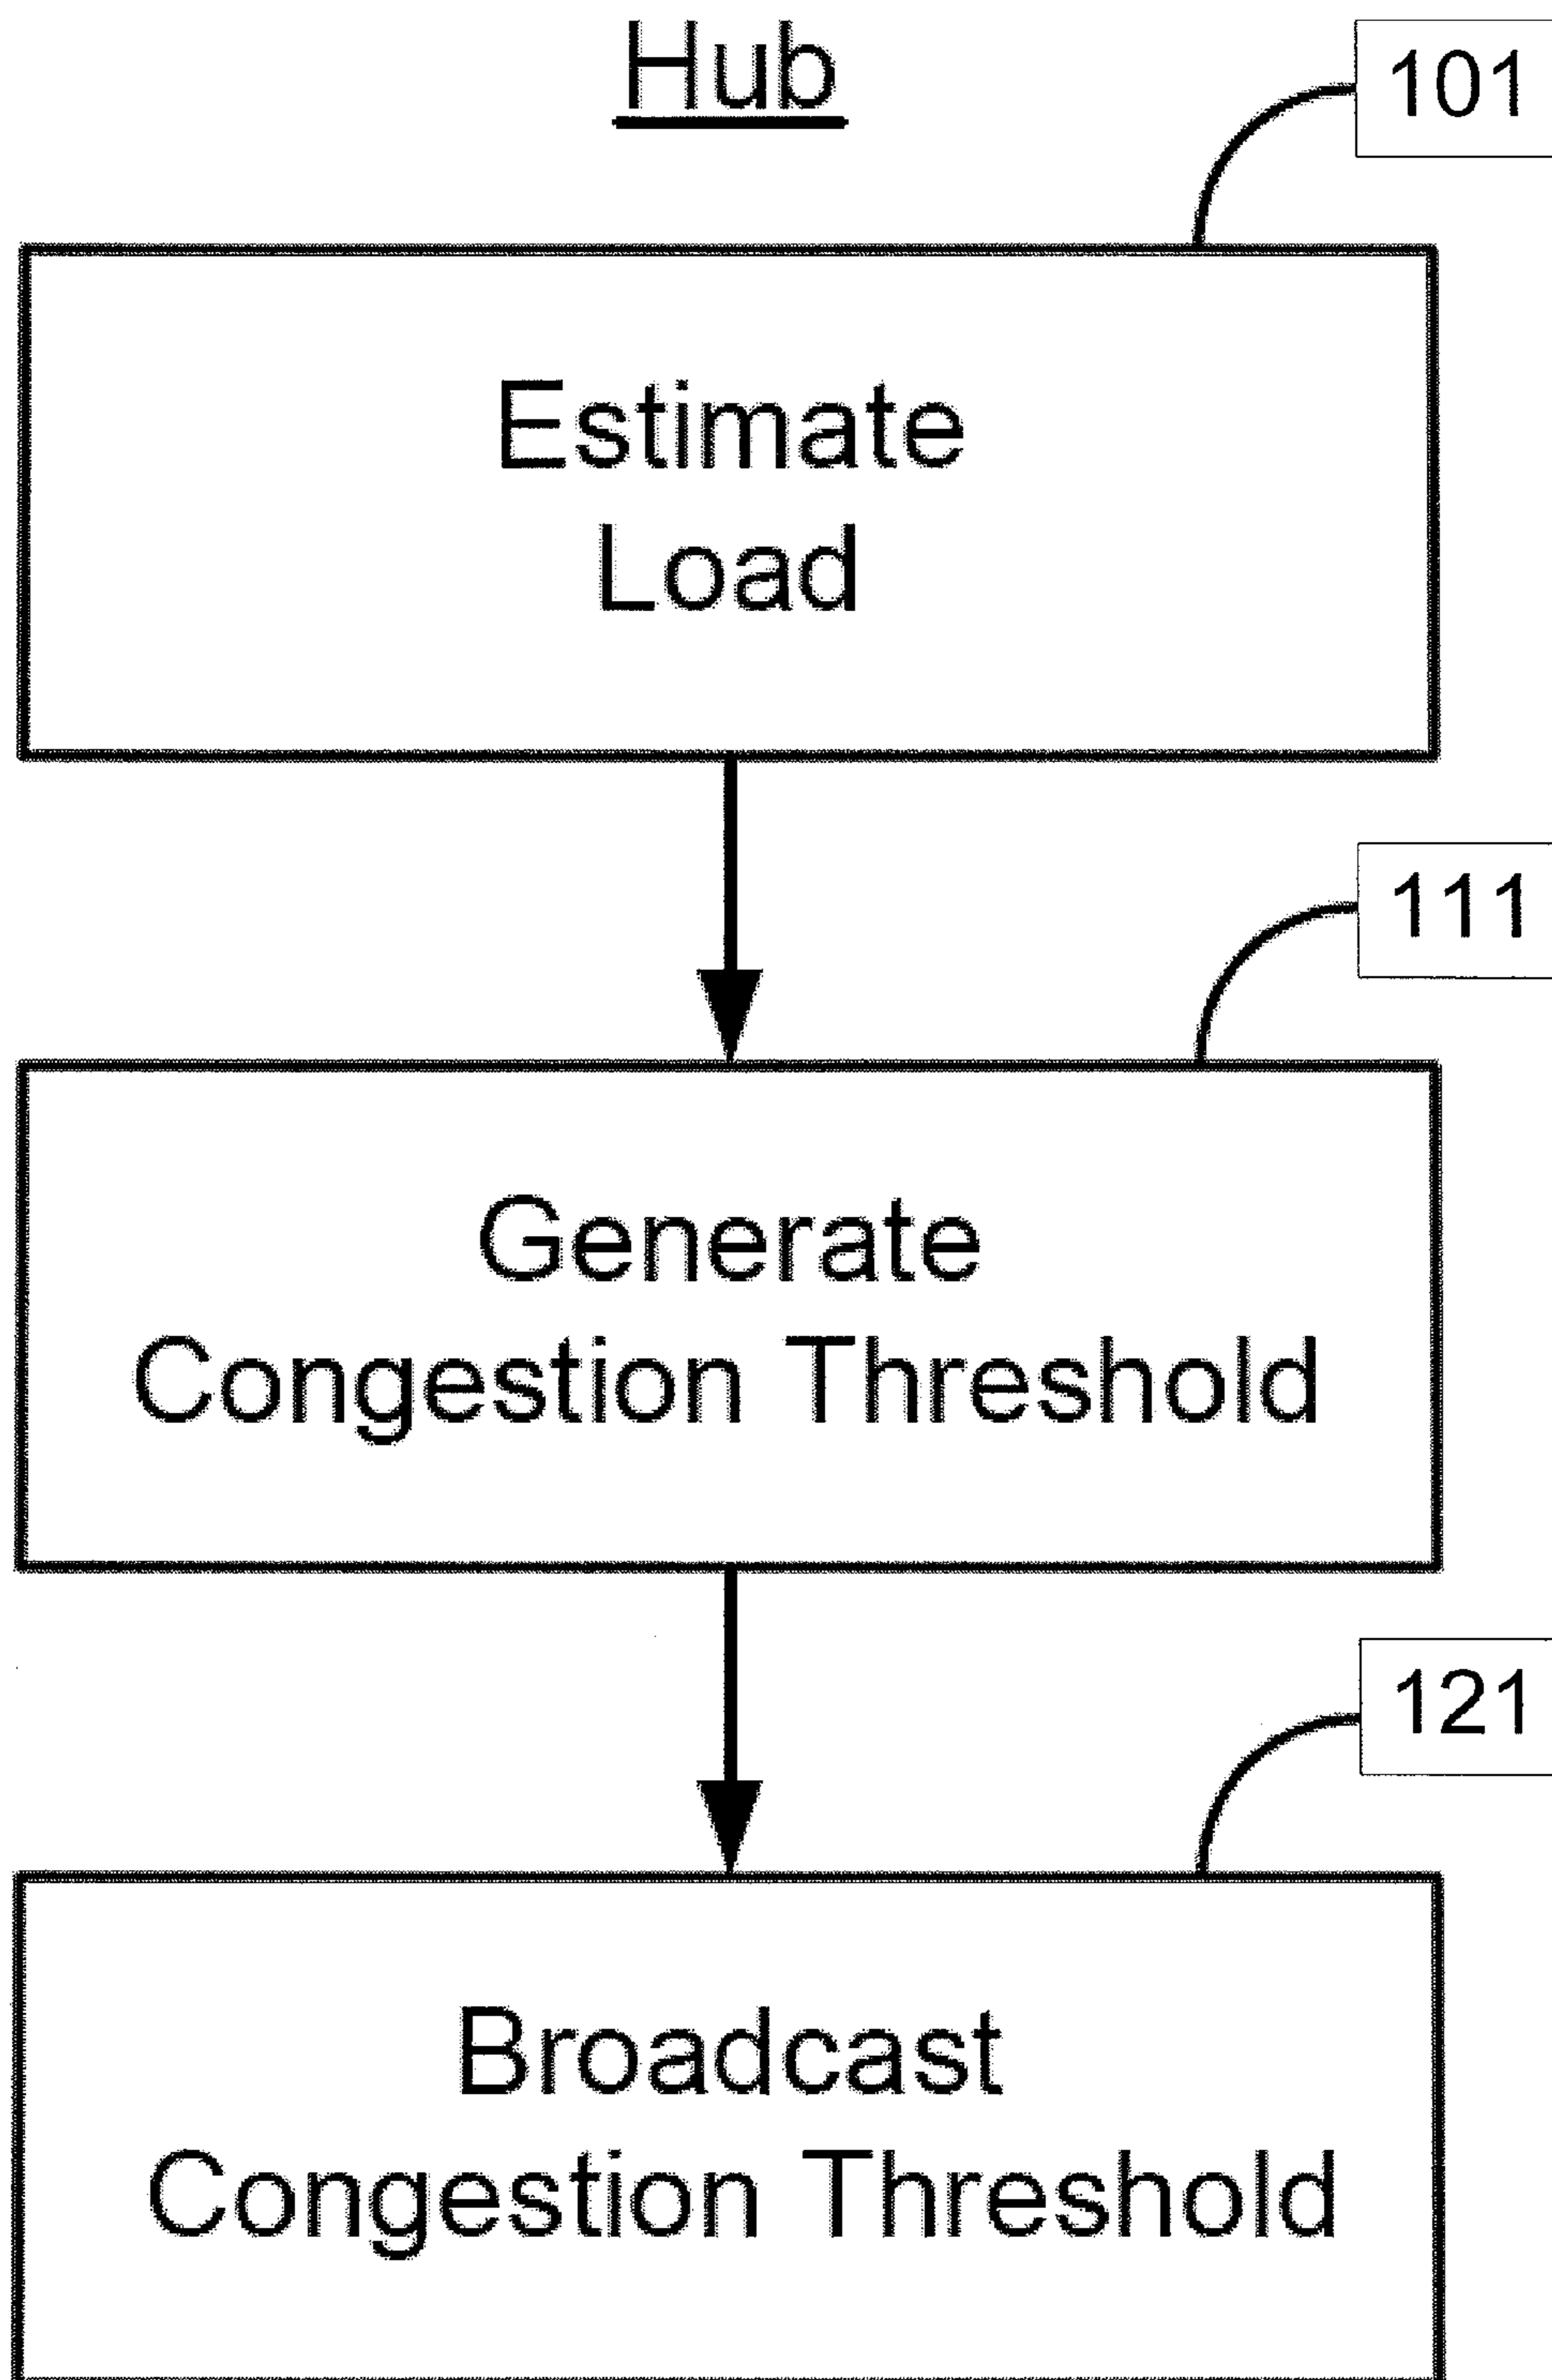 Hub
101
Estimate
Load
111
Generate
Congestion Threshold
121
Broadcast
Congestion Threshold